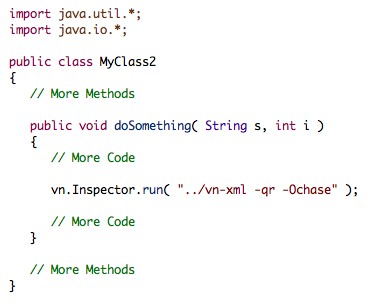 import java.util.*;
import java.io.*;
public class MyClass2
{
// More Methods
public void doSomething( String s, int i )
{
// More Code
vn.Inspector.run( "../vn-xml -qr -Ochase" );
// More Code
}
// More Methods
}